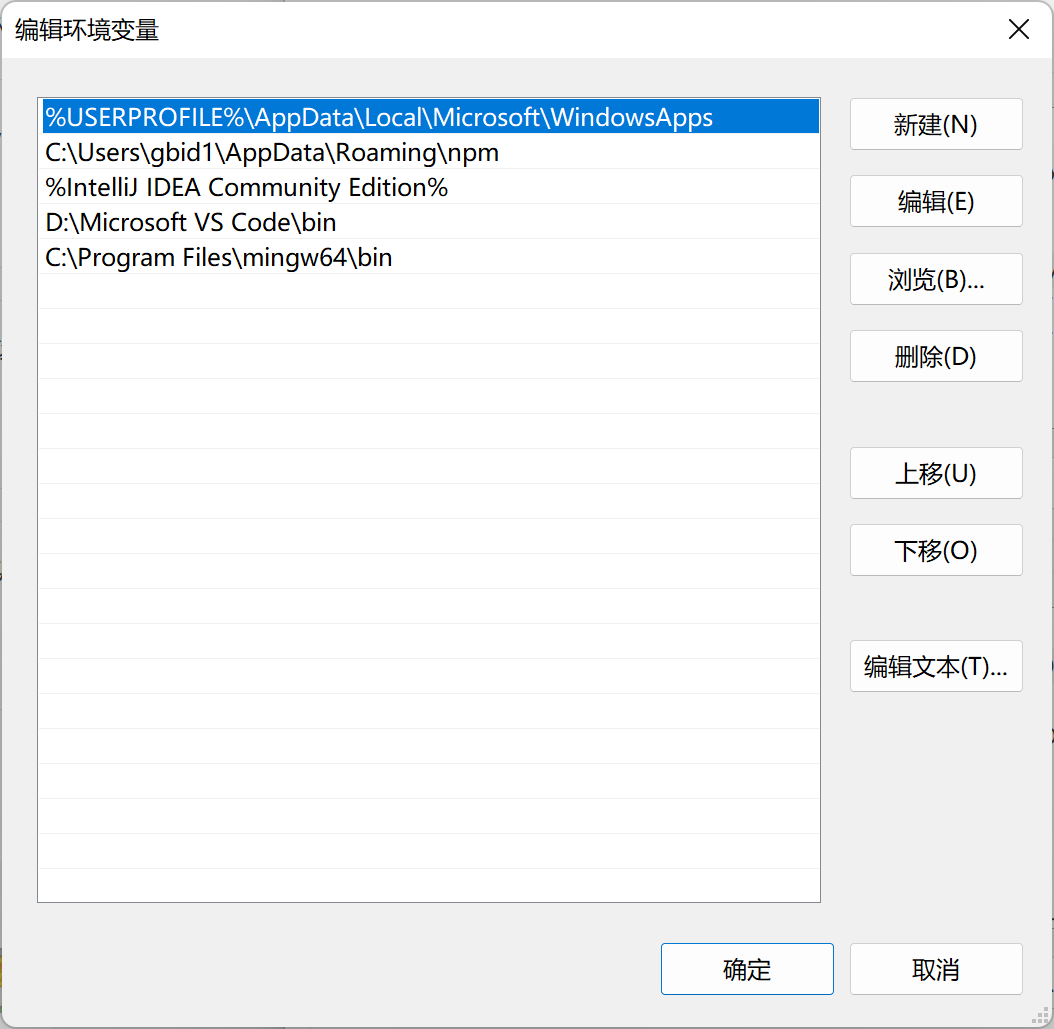 编辑环境变量
%USERPROFILE%\AppData\Local\Microsoft\WindowsApps
C:\Users\gbid1\AppData\Roaming\npm
%IntelliJ IDEA Community Edition%
D:\Microsoft VS Code\bin
C:\Program Files\mingw64\bin
新建(N)
编辑(E)
浏览(B)...
删除(D)
上移(U)
下移(O)
编辑文本(T)...
确定
取消